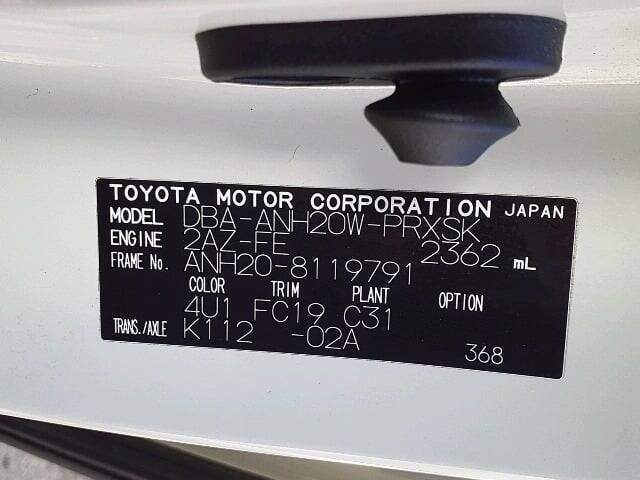 TOYOTA MOTOR CORPORATION JAPAN
MODEL DBA-ANH20W-PRXSK
ENGINE 2AZ-FE 2362 mL
FRAME No. ANH20-8119791
COLOR TRIM PLANT OPTION
4U1 FC19 C31
TRANS./AXLE K112 -02A
368